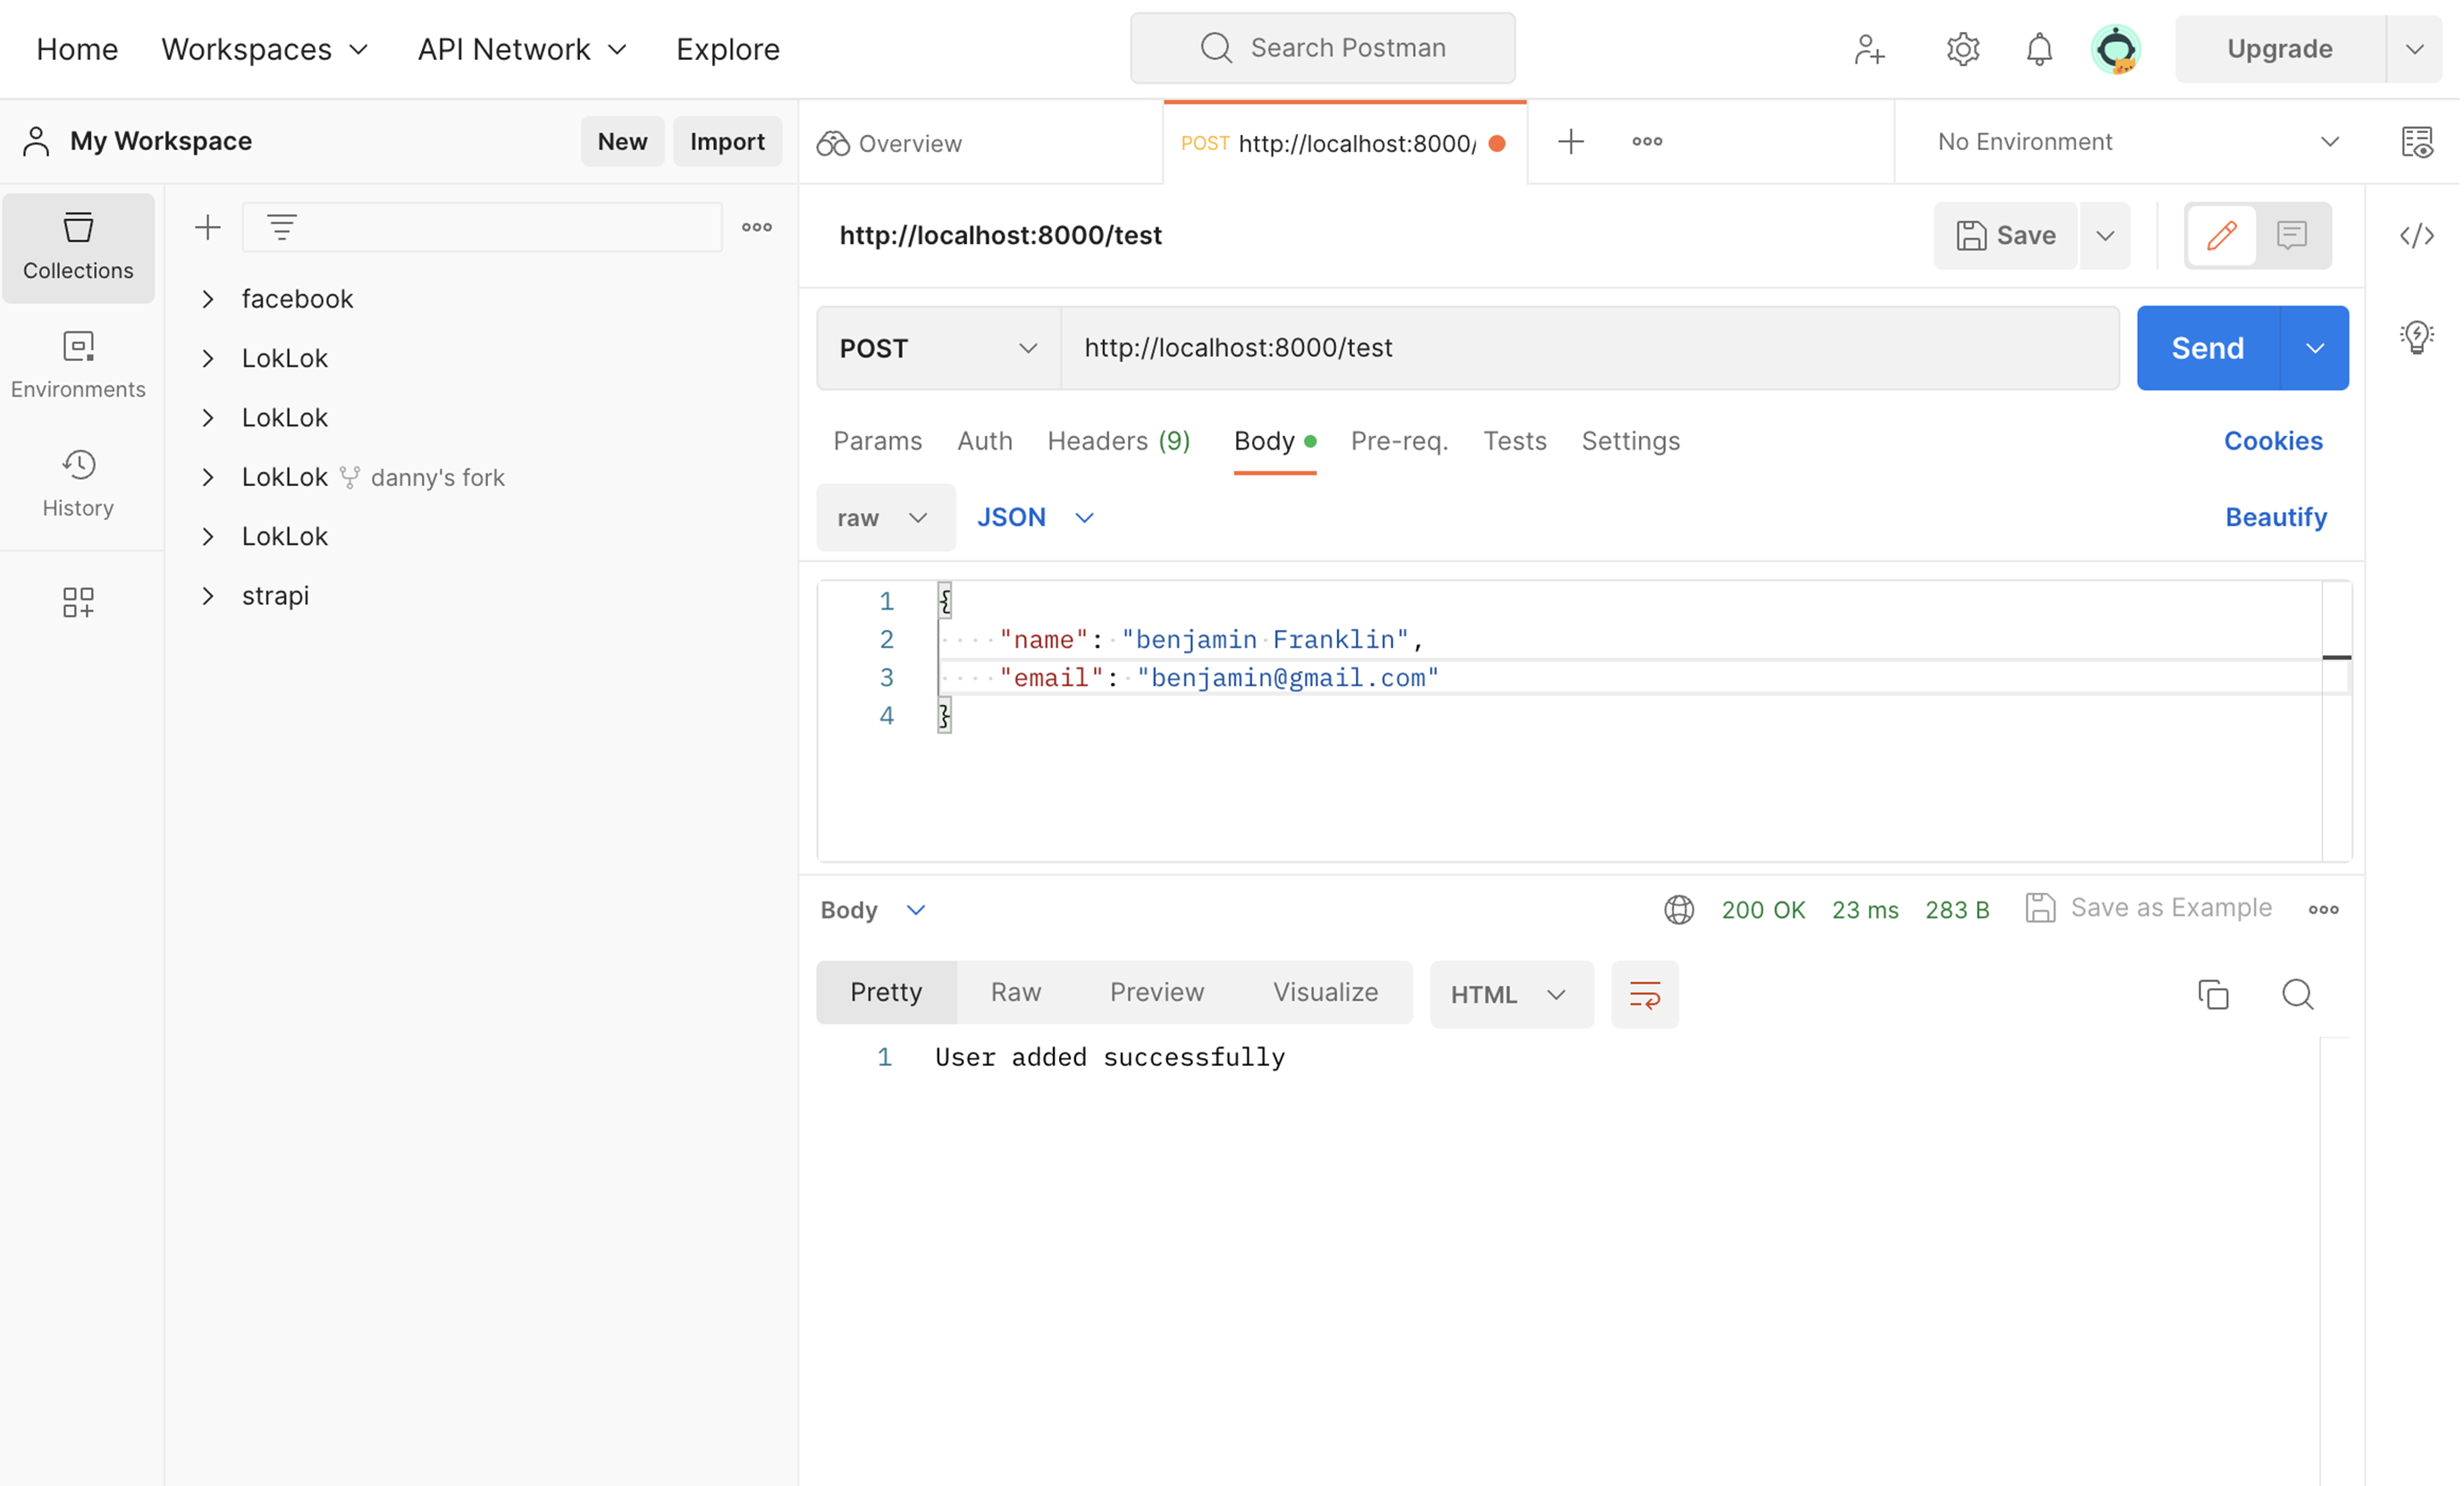 Home Workspaces API Network Explore Search Postman Upgrade
My Workspace New Import Overview POST http://localhost:8000/ No Environment
Collections
Environments
History
facebook
LokLok
LokLok
LokLok danny's fork
LokLok
strapi
http://localhost:8000/test Save
POST http://localhost:8000/test Send
Params Auth Headers (9) Body Pre-req. Tests Settings Cookies
raw JSON Beautify
1 {
2 "name": "benjamin Franklin",
3 "email": "benjamin@gmail.com"
4 }
Body 200 OK 23 ms 283 B Save as Example
Pretty Raw Preview Visualize HTML
1 User added successfully